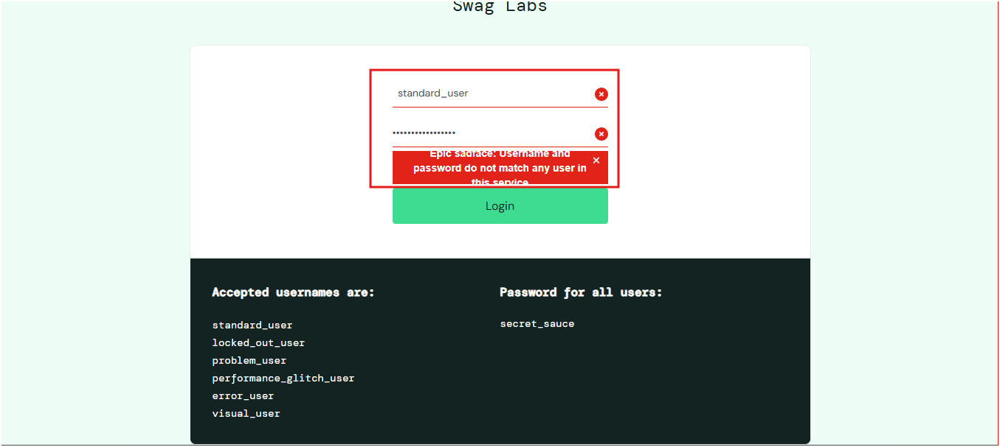 Swag Labs
standard_user
•••••••••••••••••
Epic sadface: Username and
password do not match any user in
this service
Login
Accepted usernames are:
standard_user
locked_out_user
problem_user
performance_glitch_user
error_user
visual_user
Password for all users:
secret_sauce